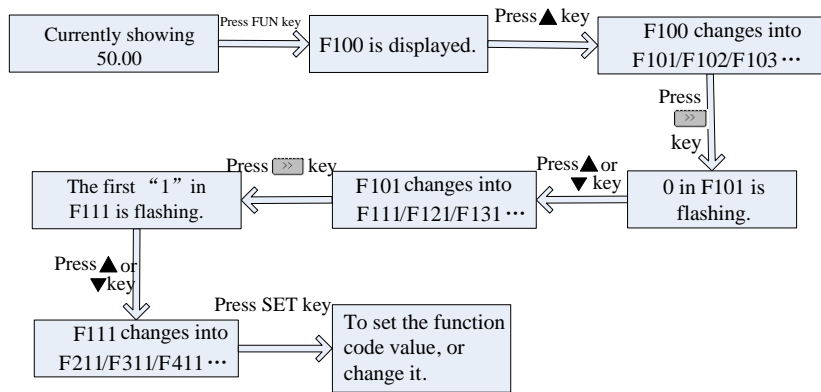 Currently showing
50.00
Press FUN key
F100 is displayed.
Press▲ key
F100 changes into
F101/F102/F103 ···
Press
>>
key
0 in F101 is
flashing.
Press▲ or
▼ key
F101 changes into
F111/F121/F131 ···
Press >> key
The first “1” in
F111 is flashing.
Press▲ or
▼key
F111 changes into
F211/F311/F411 ···
Press SET key
To set the function
code value, or
change it.